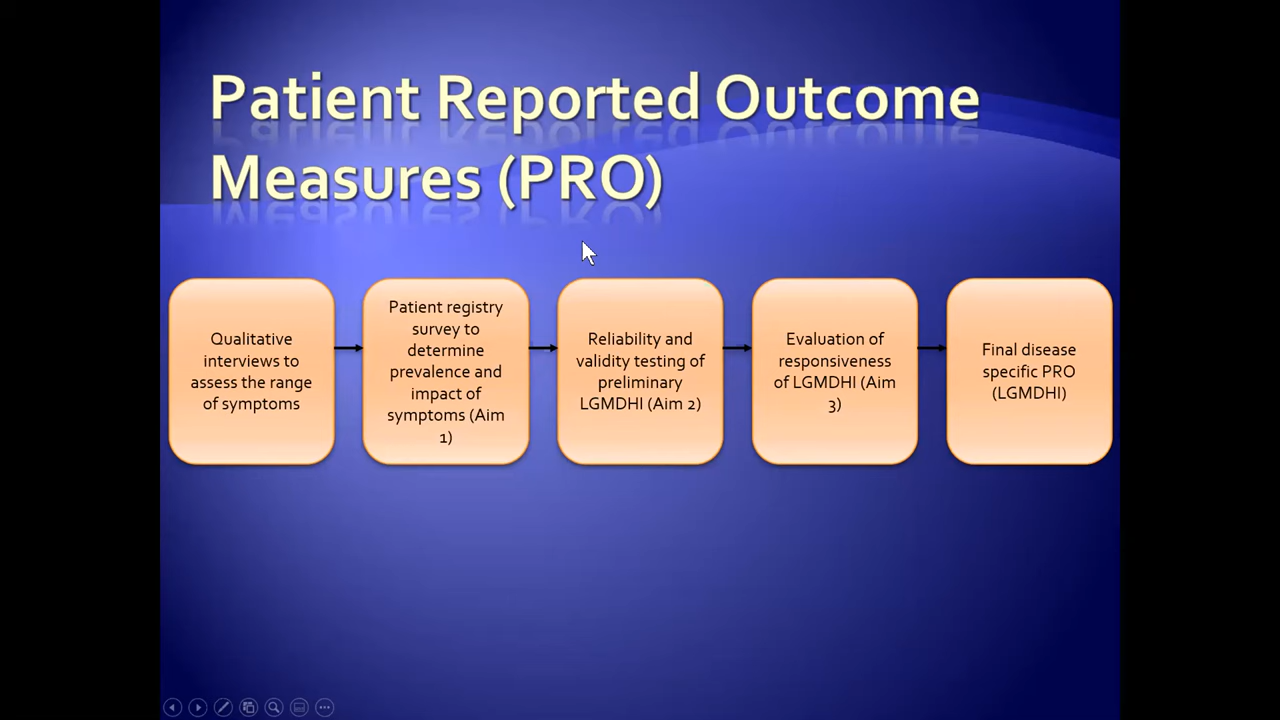 Patient Reported Outcome
Measures (PRO)
Qualitative
interviews to
assess the range
of symptoms
Patient registry
survey to
determine
prevalence and
impact of
symptoms (Aim
1)
Reliability and
validity testing of
preliminary
LGMDHI (Aim 2)
Evaluation of
responsiveness
of LGMDHI (Aim
3)
Final disease
specific PRO
(LGMDHI)